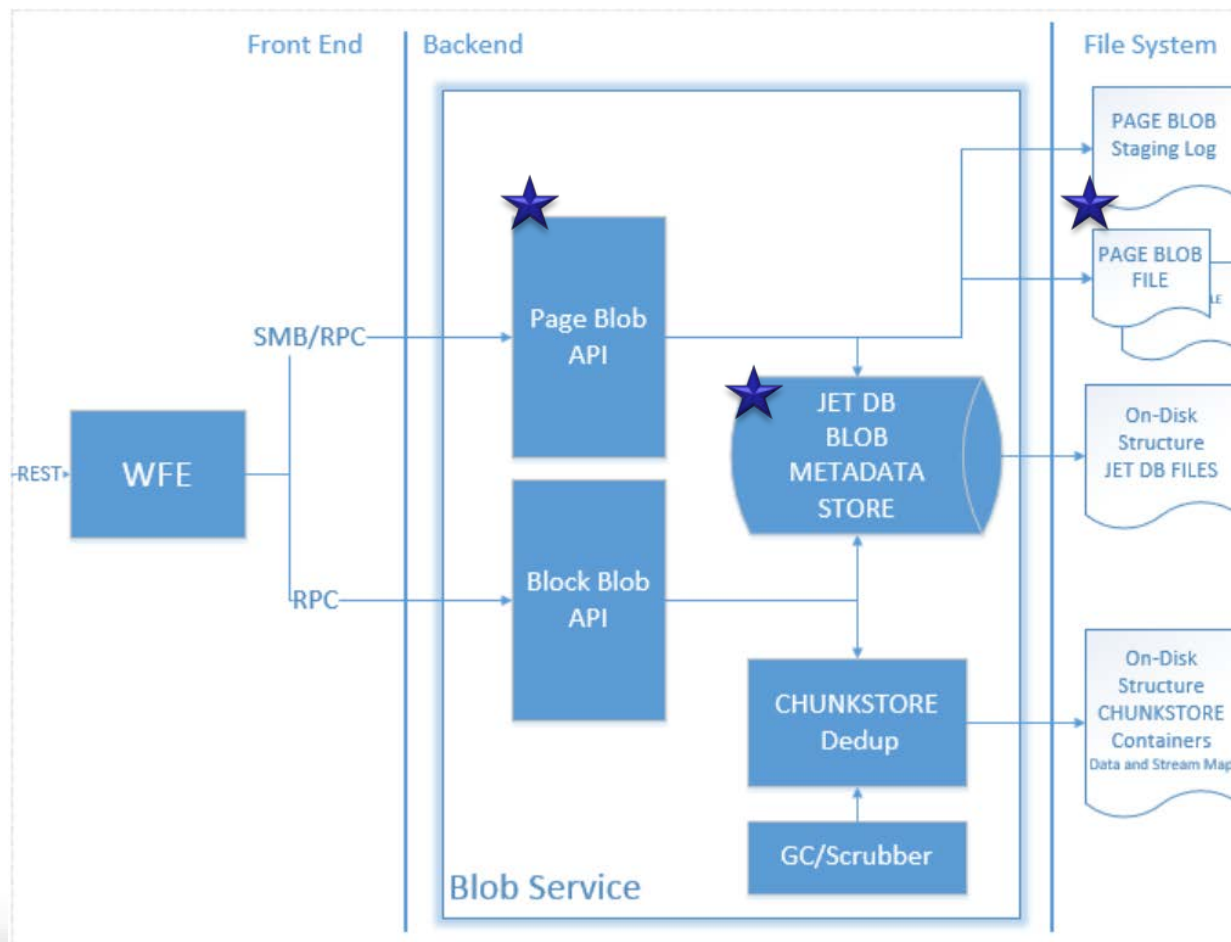 Front End
Backend
File System
PAGE BLOB
Staging Log
PAGE BLOB
FILE
LE
Page Blob
API
SMB/RPC
JET DB
BLOB
METADATA
STORE
On-Disk
Structure
JET DB FILES
REST
WFE
Block Blob
API
RPC
On-Disk
Structure
CHUNKSTORE
Containers
Data and Stream Map
CHUNKSTORE
Dedup
GC/Scrubber
Blob Service